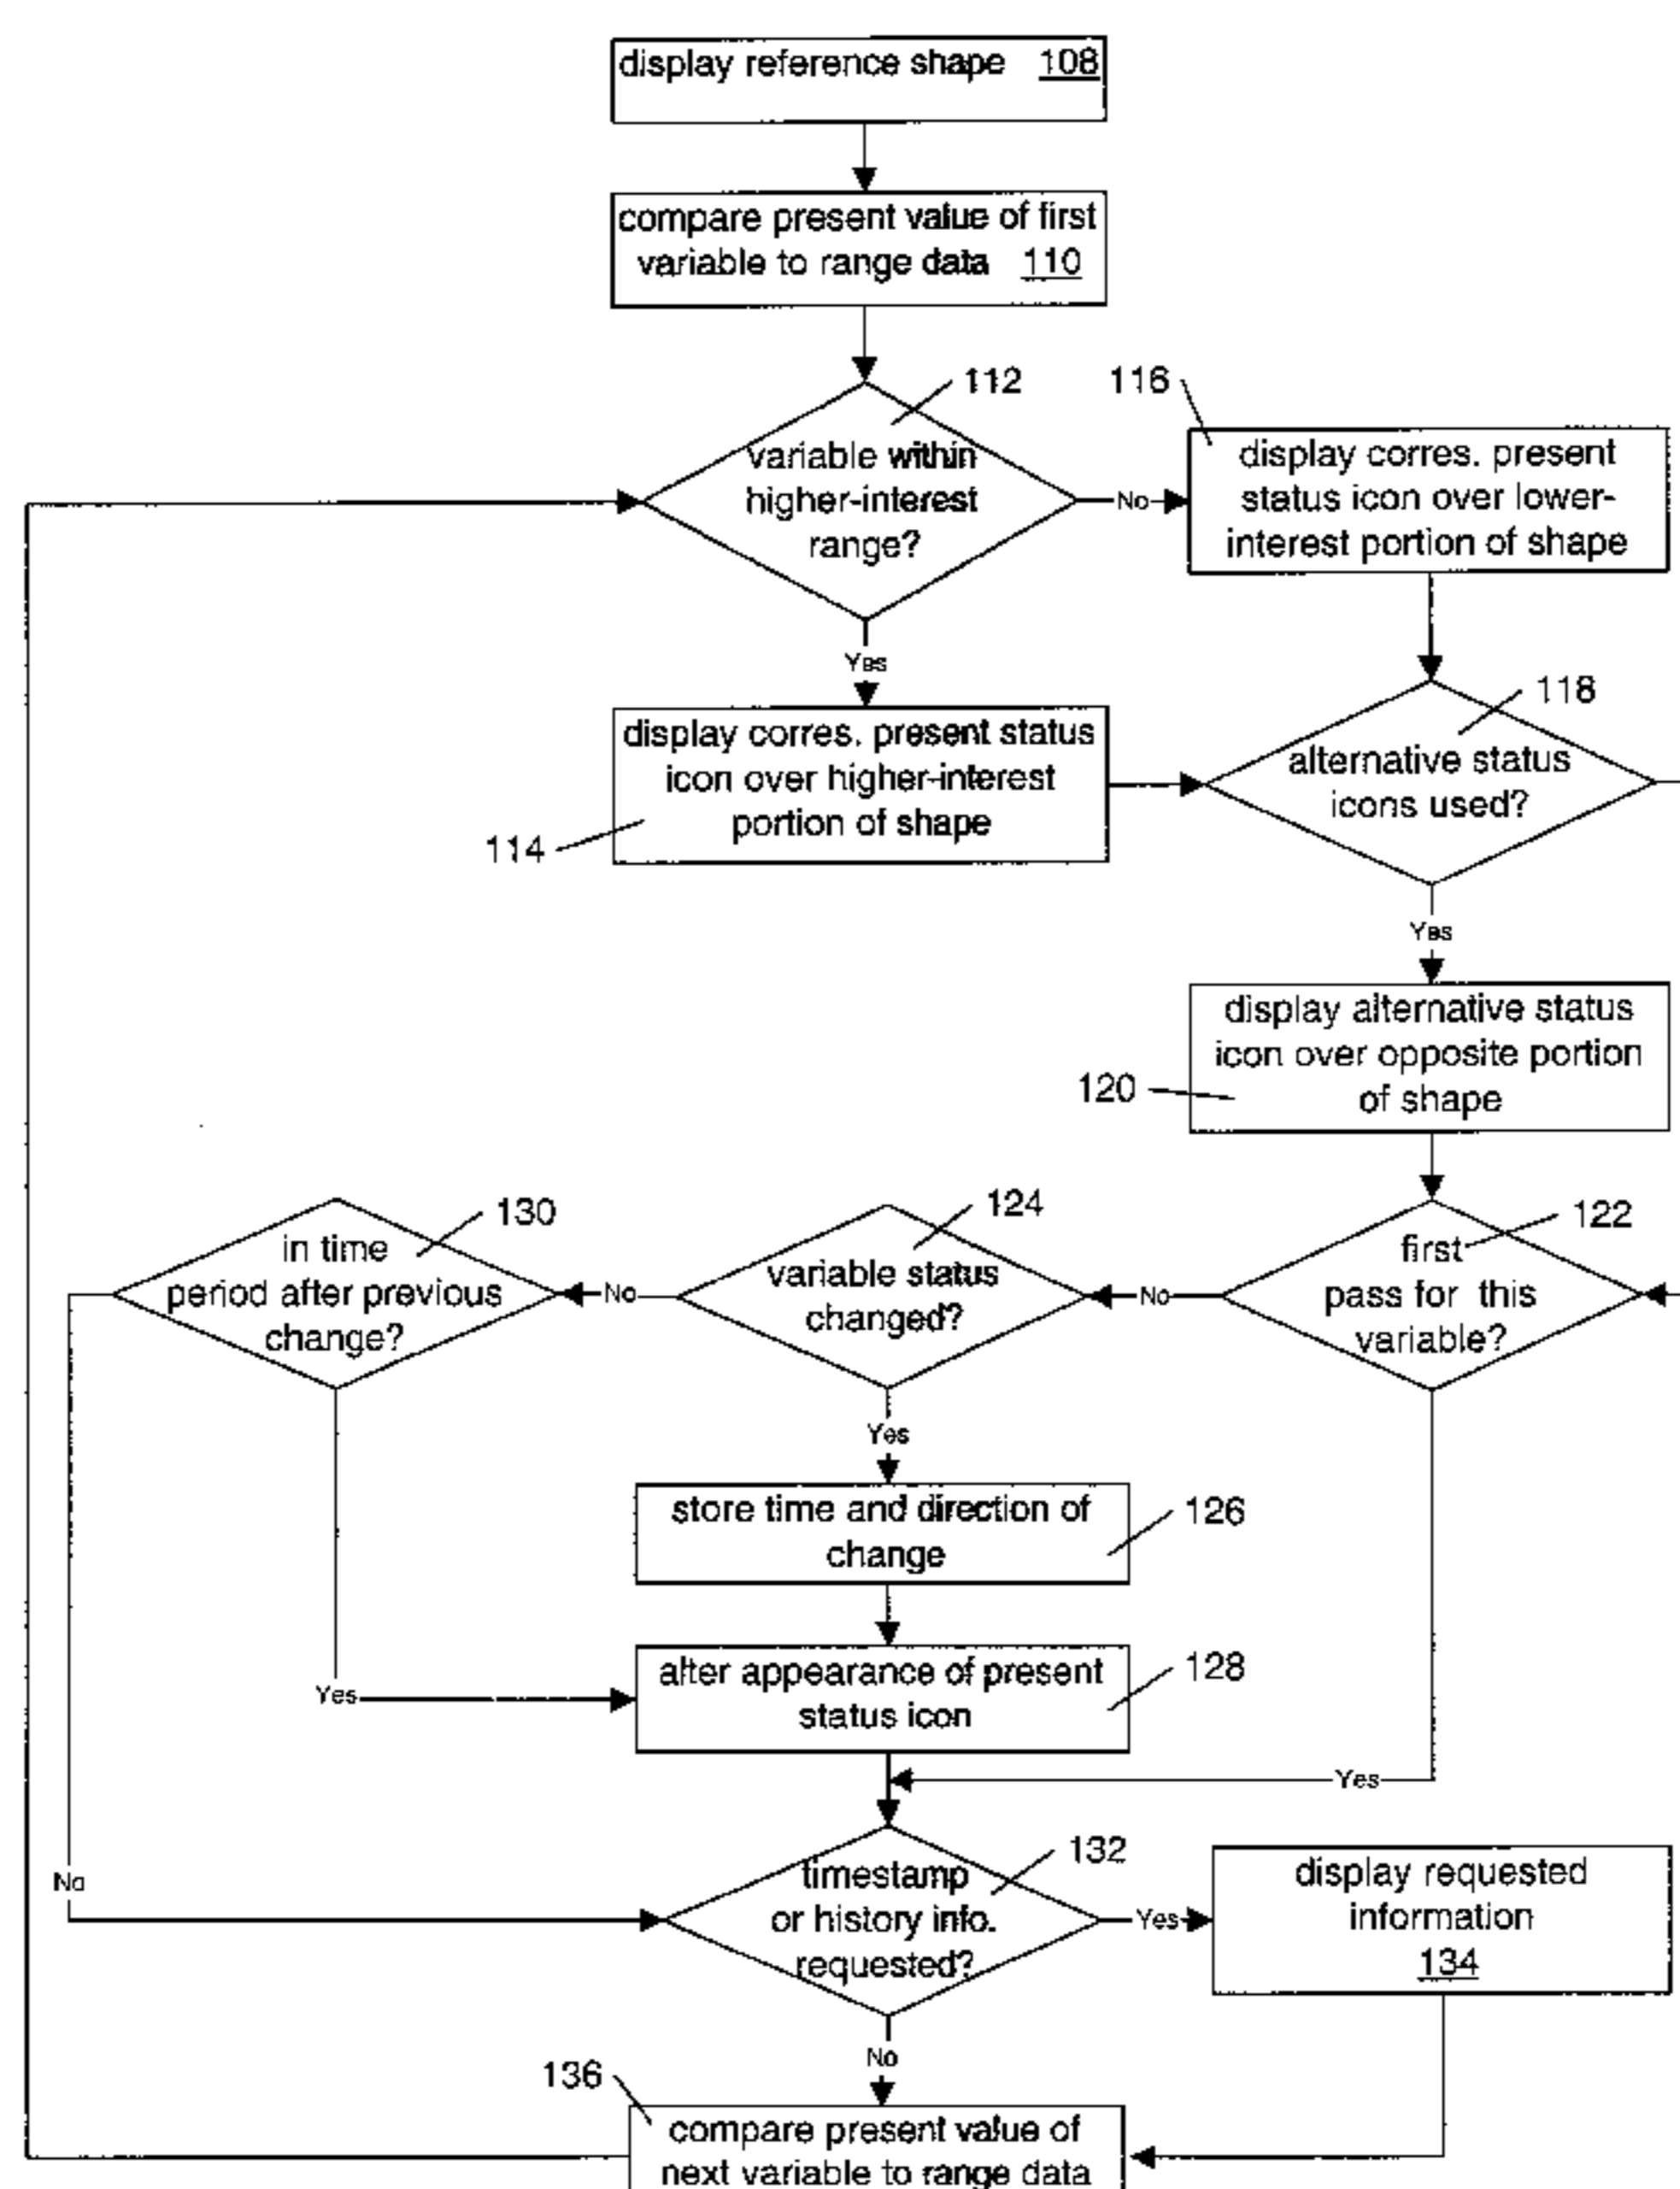 display reference shape 108
compare present value of first
variable to range data 110
112
116
variable within
higher-interest
range?
No
display corres. present
status icon over lower-
interest portion of shape
Yes
118
display corres. present status
icon over higher-interest
portion of shape
114
alternative status
icons used?
Yes
display alternative status
icon over opposite portion
of shape
120
130
in time
period after previous
change?
No
124
variable status
changed?
No
122
first
pass for this
variable?
Yes
store time and direction of
change
126
alter appearance of present
status icon
128
Yes
Yes
No
132
timestamp
or history info.
requested?
Yes
display requested
information
134
No
136
compare present value of
next variable to range data